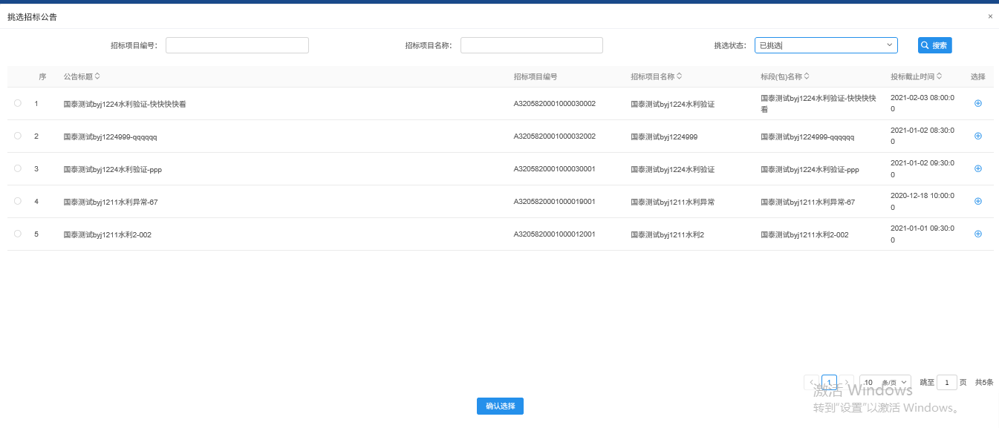 挑选招标公告 ×
招标项目编号： 招标项目名称： 挑选状态： 已挑选 搜索
序 公告标题 招标项目编号 招标项目名称 标段(包)名称 投标截止时间 选择
1 国泰测试byj1224水利验证-快快快快看 A3205820001000030002 国泰测试byj1224水利验证 国泰测试byj1224水利验证-快快快快 2021-02-03 08:00:0
看 0
2 国泰测试byj1224999-qqqqqq A3205820001000032002 国泰测试byj1224999 国泰测试byj1224999-qqqqqq 2021-01-02 08:30:0
0
3 国泰测试byj1224水利验证-ppp A3205820001000030001 国泰测试byj1224水利验证 国泰测试byj1224水利验证-ppp 2021-01-02 09:30:0
0
4 国泰测试byj1211水利异常-67 A3205820001000019001 国泰测试byj1211水利异常 国泰测试byj1211水利异常-67 2020-12-18 10:00:0
0
5 国泰测试byj1211水利2-002 A3205820001000012001 国泰测试byj1211水利2 国泰测试byj1211水利2-002 2021-01-01 09:30:0
0
1 10 条/页 跳至 1 页 共5条
激活 Windows
转到"设置"以激活 Windows。
确认选择